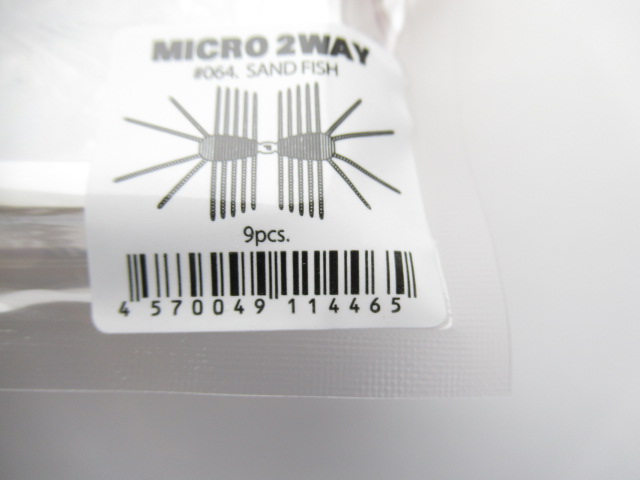 MICRO 2WAY
#064. SAND FISH
9pcs.
4 570049 114465